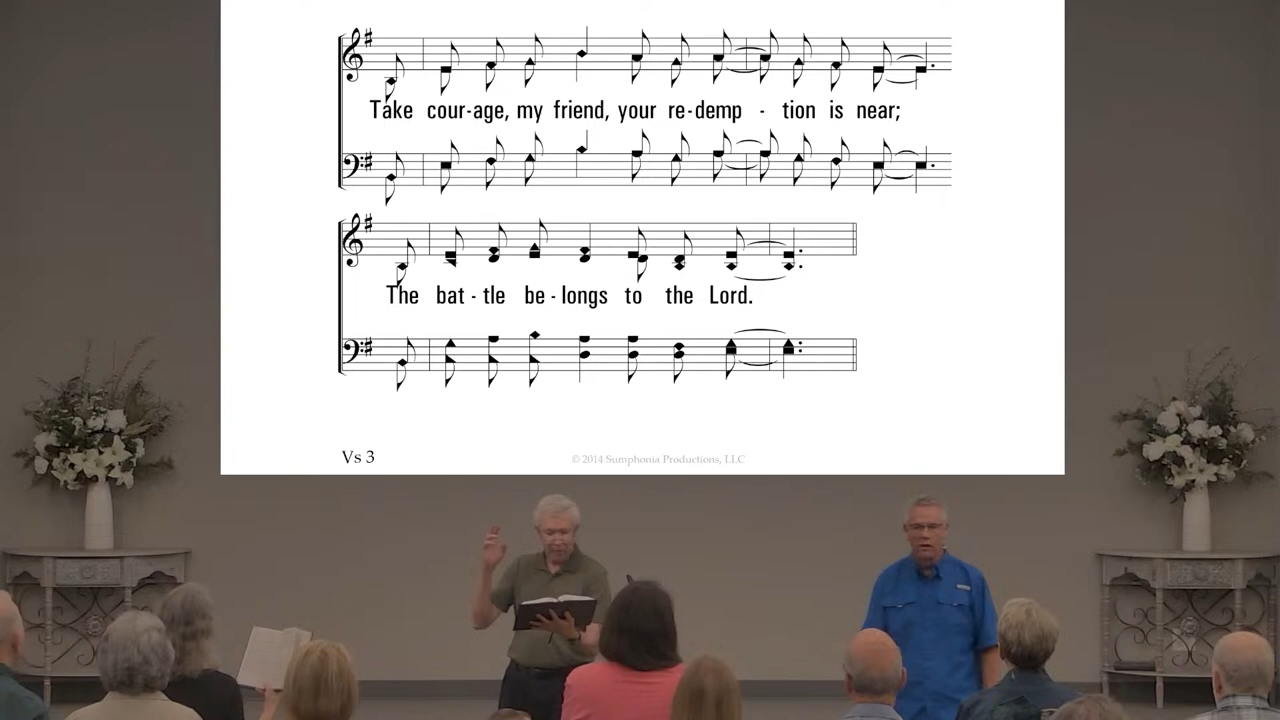 Take cour-age, my friend, your re-demp - tion is near;
The bat - tle be - longs to the Lord.
Vs 3
© 2014 Sumphonia Productions, LLC